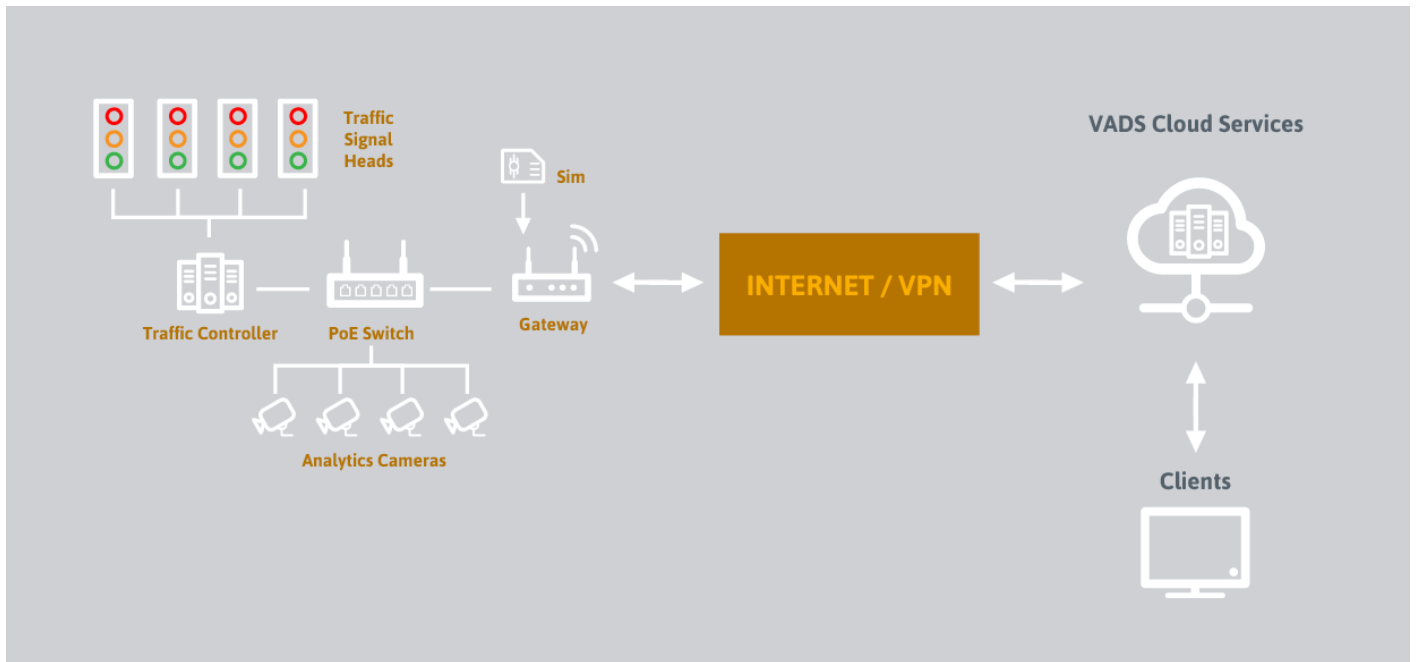 Traffic
Signal
Heads
Sim
VADS Cloud Services
INTERNET / VPN
Traffic Controller
PoE Switch
Gateway
Analytics Cameras
Clients